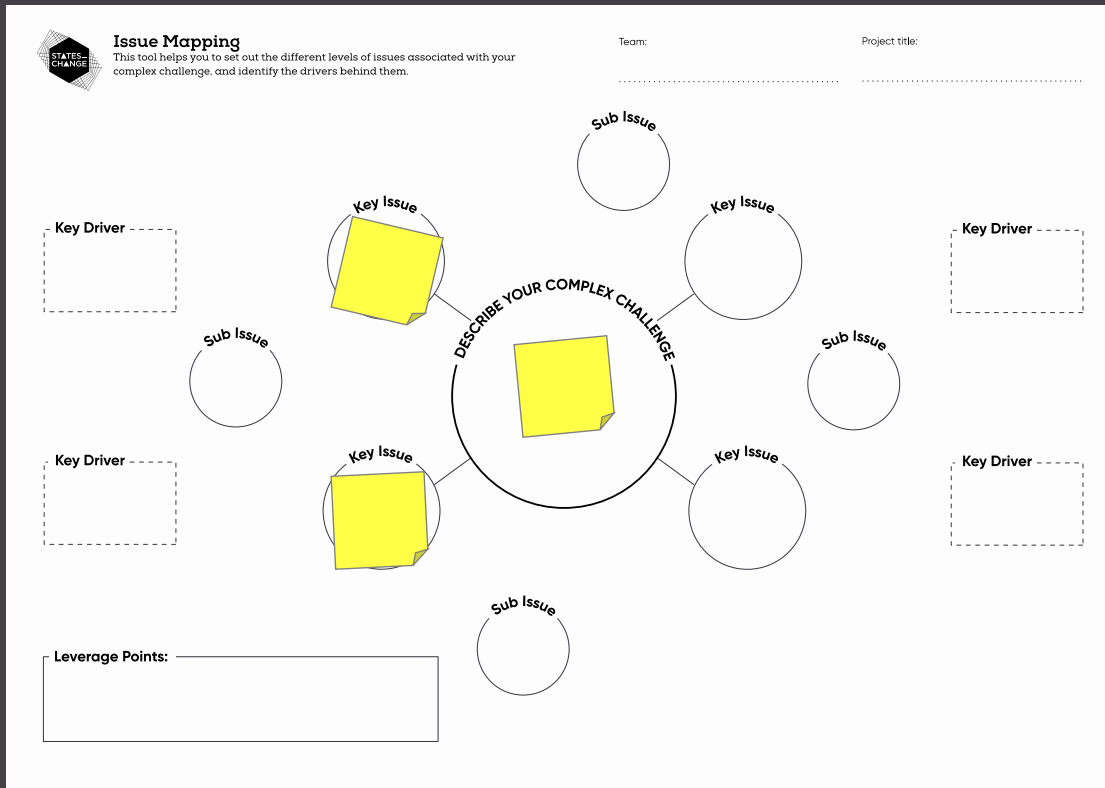 STATES—
CHANGE
Issue Mapping
This tool helps you to set out the different levels of issues associated with your
complex challenge, and identify the drivers behind them.
Team:
Project title:
Sub Issue
Key Issue
Key Issue
Key Driver
Key Driver
DESCRIBE YOUR COMPLEX CHALLENGE
Sub Issue
Sub Issue
Key Issue
Key Issue
Key Driver
Key Driver
Sub Issue
Leverage Points: